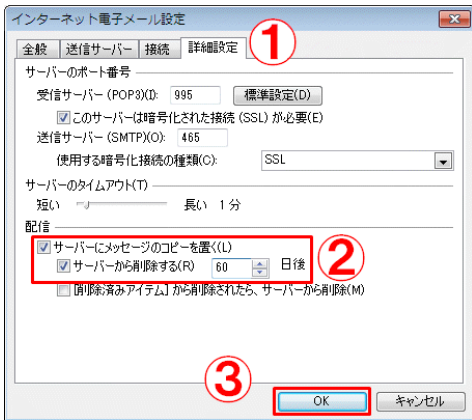 インターネット電子メール設定
全般 送信サーバー 接続 詳細設定 ①
サーバーのポート番号
受信サーバー (POP3)(I): 995 標準設定(D)
このサーバーは暗号化された接続 (SSL) が必要(E)
送信サーバー (SMTP)(O): 465
使用する暗号化接続の種類(C): SSL
サーバーのタイムアウト(T)
短い 長い 1 分
配信
サーバーにメッセージのコピーを置く(L)
サーバーから削除する(R) 60 日後 ②
[削除済みアイテム] から削除されたら、サーバーから削除(M)
③ OK キャンセル